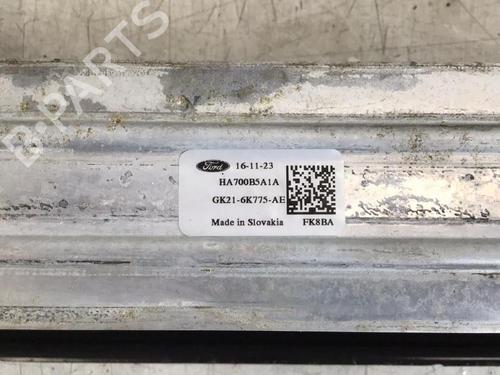 B-PARTS
Ford 16-11-23
HA700B5A1A
GK21-6K775-AE
Made in Slovakia FK8BA